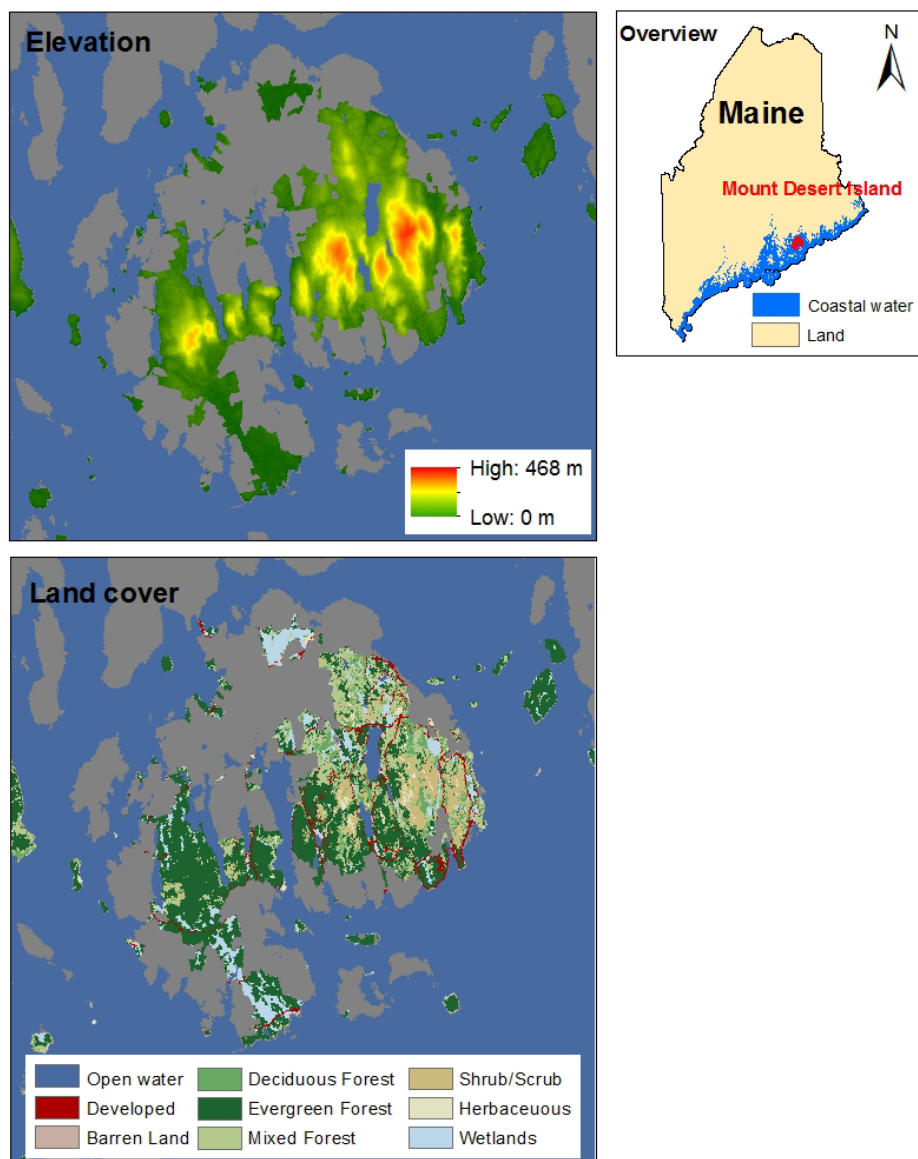 Elevation
High: 468 m
Low: 0 m
Overview
N
Maine
Mount Desert Island
Coastal water
Land
Land cover
Open water
Developed
Barren Land
Deciduous Forest
Evergreen Forest
Mixed Forest
Shrub/Scrub
Herbaceuous
Wetlands